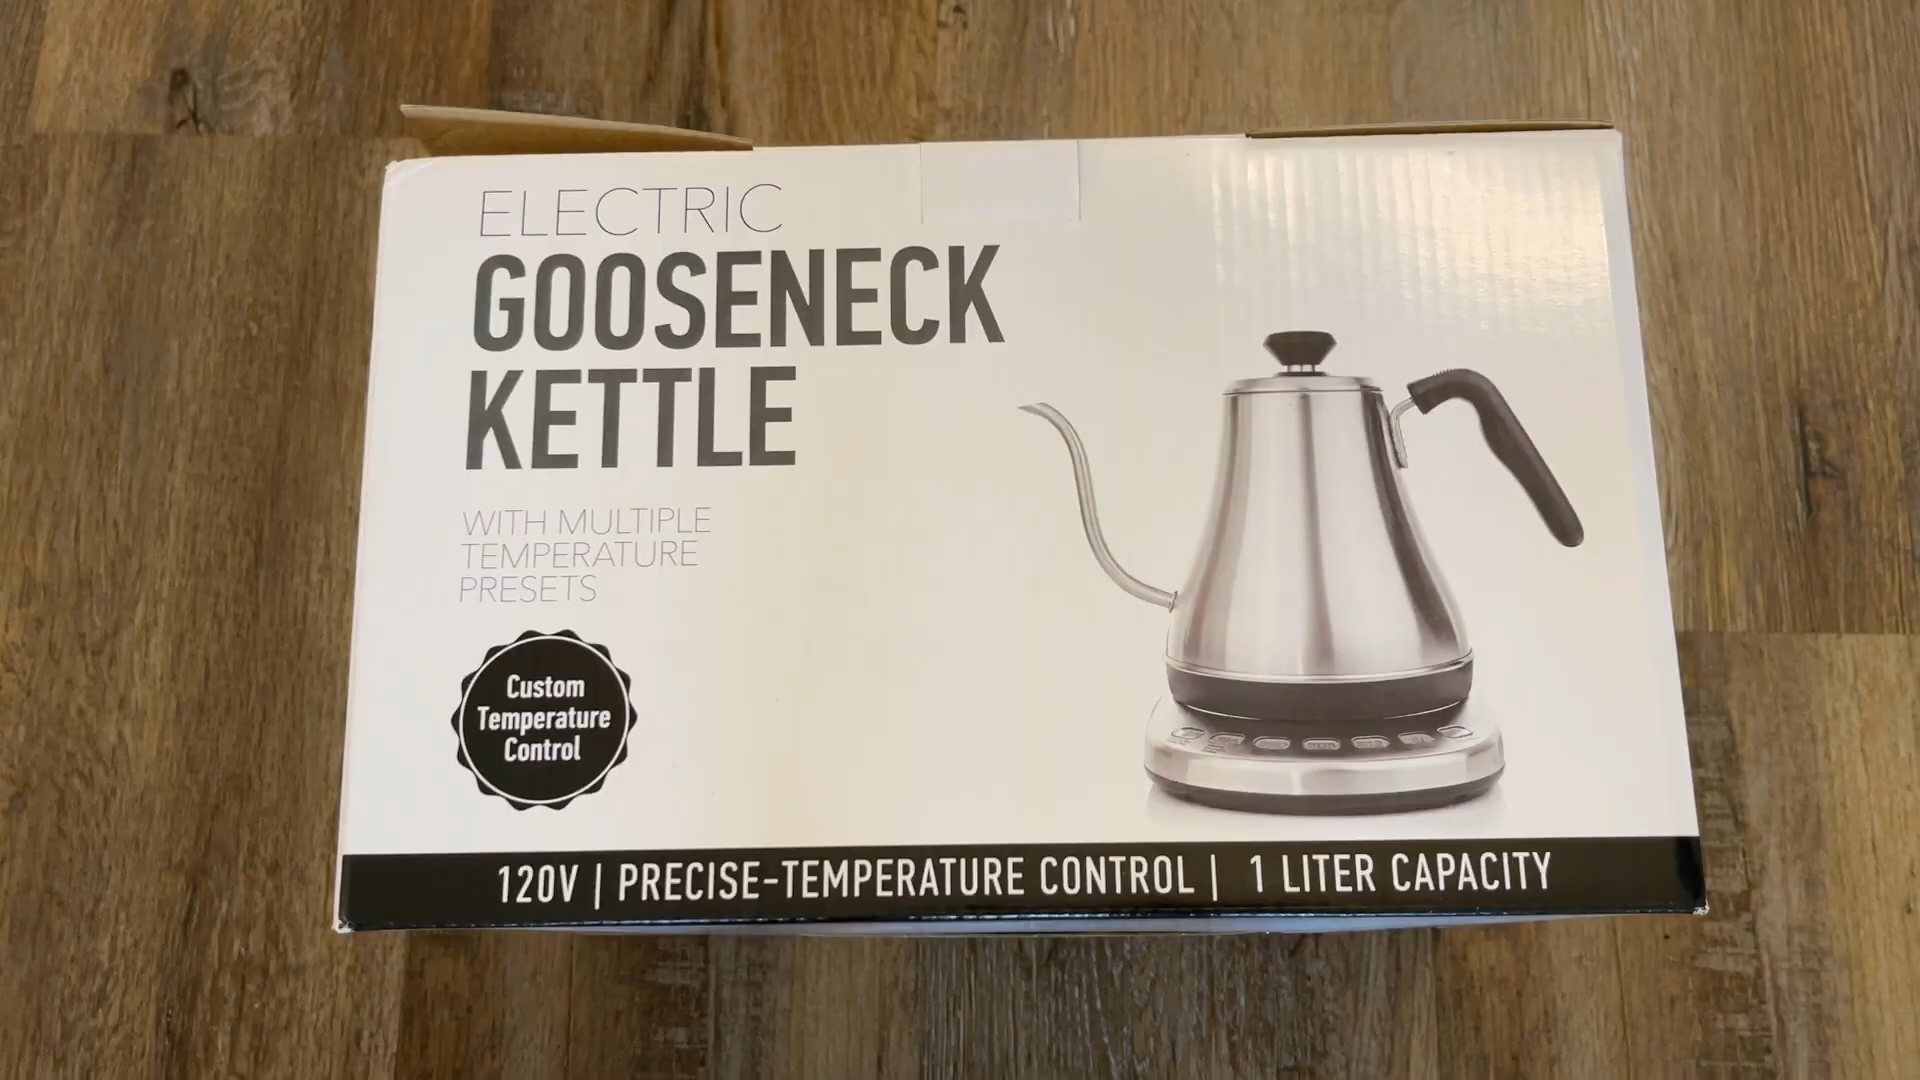 ELECTRIC
GOOSENECK
KETTLE
WITH MULTIPLE
TEMPERATURE
PRESETS
Custom
Temperature
Control
120V | PRECISE-TEMPERATURE CONTROL | 1 LITER CAPACITY